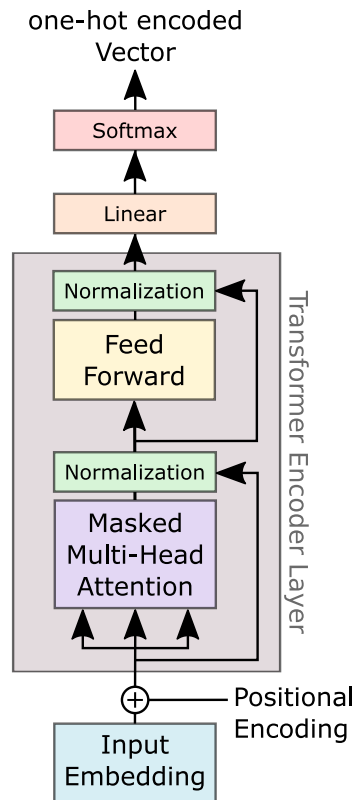 one-hot encoded
Vector
Softmax
Linear
Normalization
Feed
Forward
Normalization
Masked
Multi-Head
Attention
Transformer Encoder Layer
Positional
Encoding
Input
Embedding